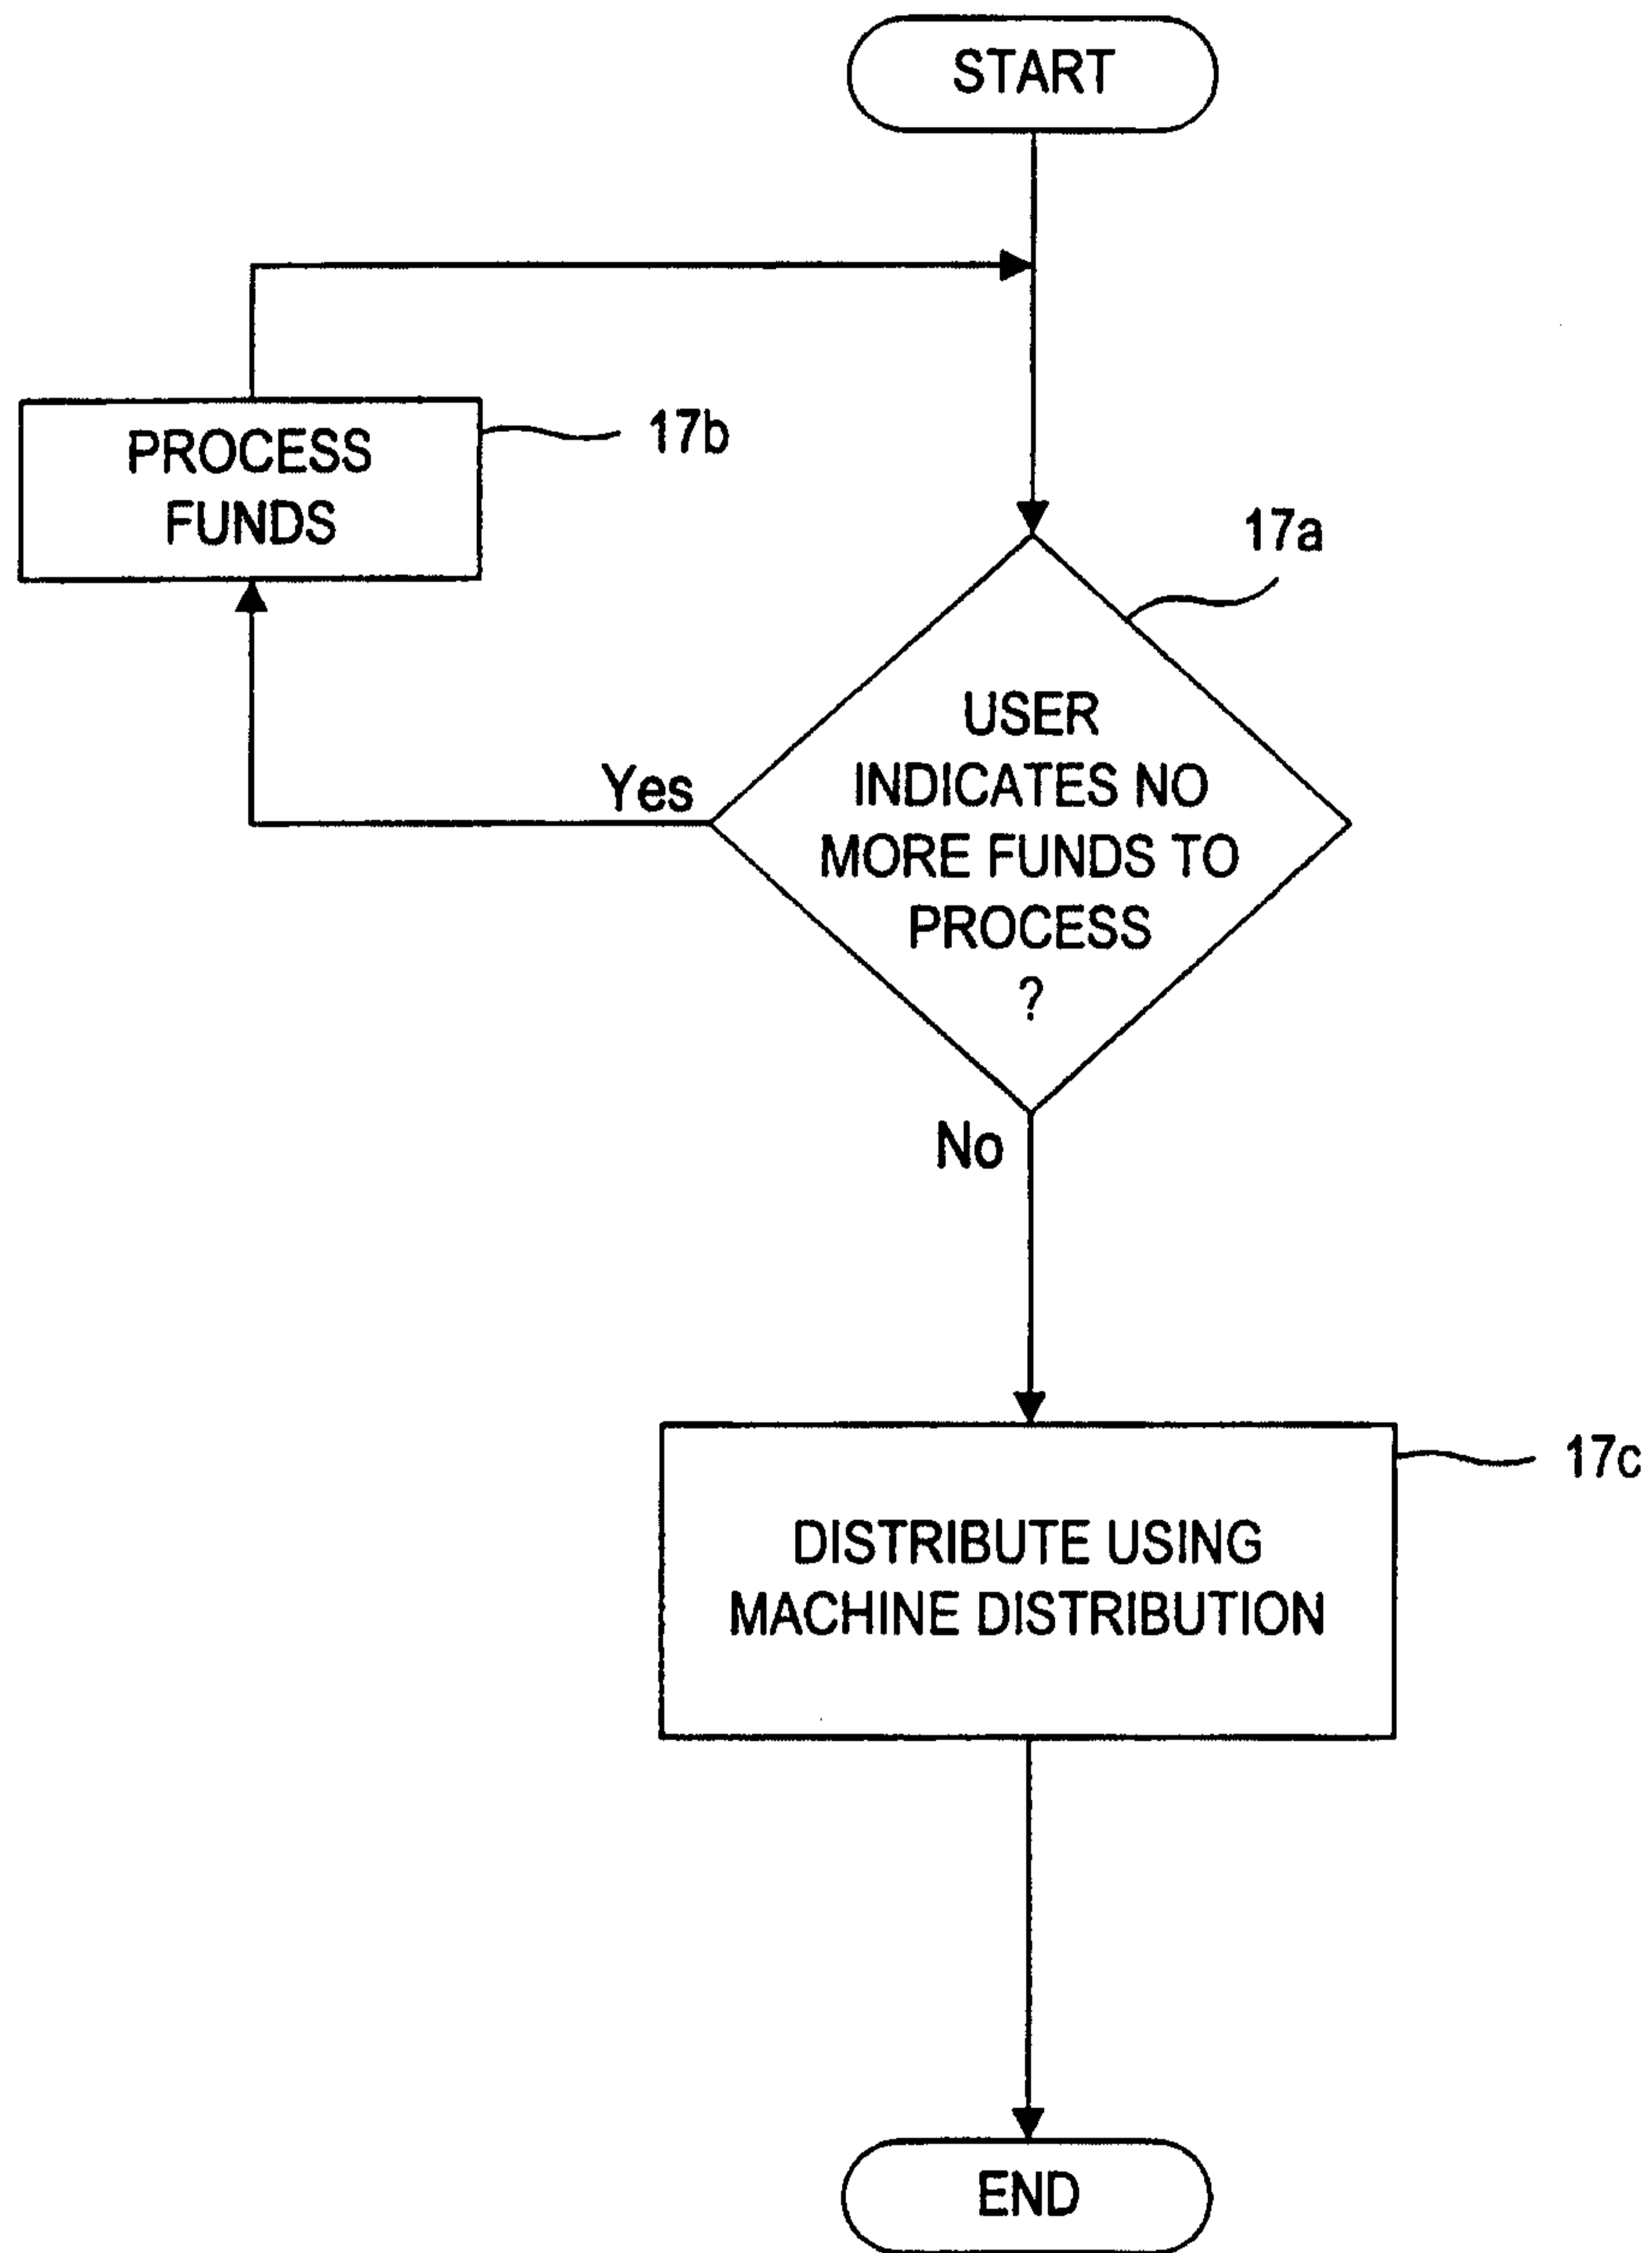 START
PROCESS
FUNDS
17b
17a
USER
INDICATES NO
MORE FUNDS TO
PROCESS
?
Yes
No
17c
DISTRIBUTE USING
MACHINE DISTRIBUTION
END